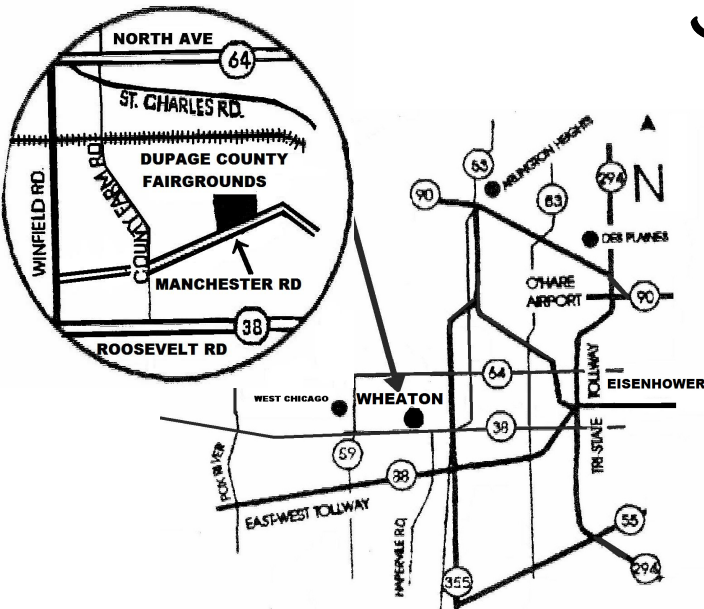 NORTH AVE
64
ST. CHARLES RD.
DUPAGE COUNTY
FAIRGROUNDS
COUNTY FARM RD
WINFIELD RD.
MANCHESTER RD
38
ROOSEVELT RD
53
ARLINGTON HEIGHTS
90
83
294
N
DES PLAINES
O'HARE
AIRPORT
90
64
TOLLWAY
EISENHOWER
WEST CHICAGO
WHEATON
38
TRI-STATE
59
FOX RIVER
88
EAST-WEST TOLLWAY
NAPERVILLE RD.
55
355
294